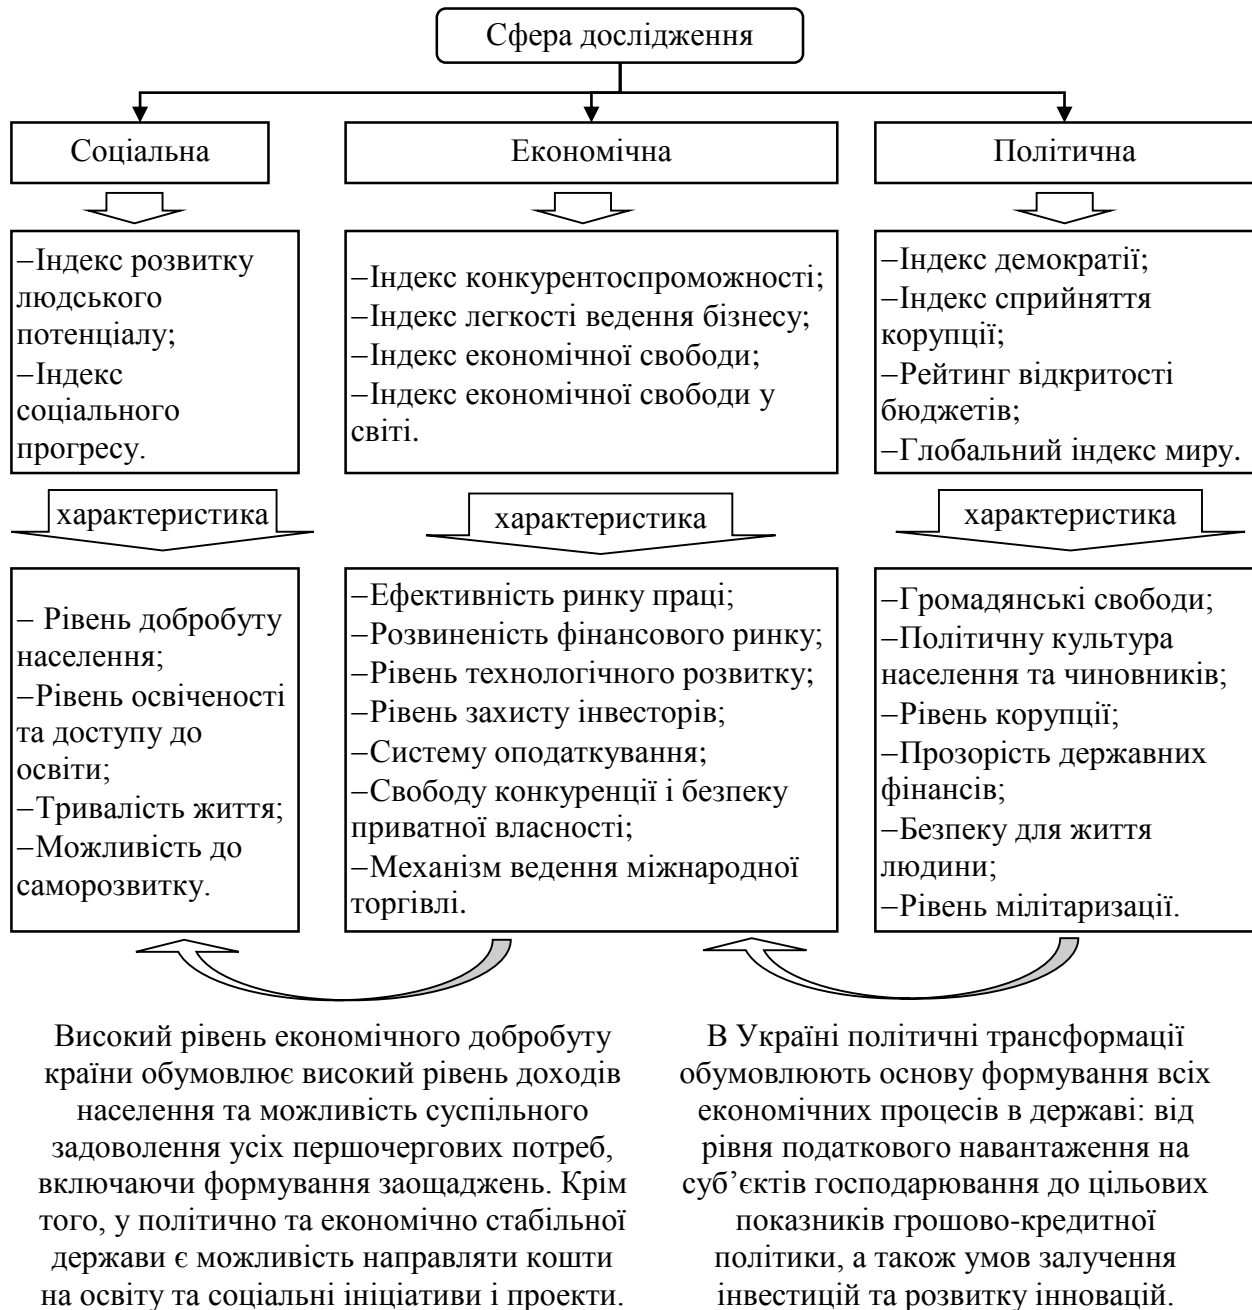 Сфера дослідження
Соціальна
Економічна
Політична
–Індекс розвитку
людського
потенціалу;
–Індекс
соціального
прогресу.
–Індекс конкурентоспроможності;
–Індекс легкості ведення бізнесу;
–Індекс економічної свободи;
–Індекс економічної свободи у
світі.
–Індекс демократії;
–Індекс сприйняття
корупції;
–Рейтинг відкритості
бюджетів;
–Глобальний індекс миру.
характеристика
характеристика
характеристика
– Рівень добробуту
населення;
–Рівень освіченості
та доступу до
освіти;
–Тривалість життя;
–Можливість до
саморозвитку.
–Ефективність ринку праці;
–Розвиненість фінансового ринку;
–Рівень технологічного розвитку;
–Рівень захисту інвесторів;
–Систему оподаткування;
–Свободу конкуренції і безпеку
приватної власності;
–Механізм ведення міжнародної
торгівлі.
–Громадянські свободи;
–Політичну культура
населення та чиновників;
–Рівень корупції;
–Прозорість державних
фінансів;
–Безпеку для життя
людини;
–Рівень мілітаризації.
Високий рівень економічного добробуту
країни обумовлює високий рівень доходів
населення та можливість суспільного
задоволення усіх першочергових потреб,
включаючи формування заощаджень. Крім
того, у політично та економічно стабільної
держави є можливість направляти кошти
на освіту та соціальні ініціативи і проекти.
В Україні політичні трансформації
обумовлюють основу формування всіх
економічних процесів в державі: від
рівня податкового навантаження на
суб’єктів господарювання до цільових
показників грошово-кредитної
політики, а також умов залучення
інвестицій та розвитку інновацій.